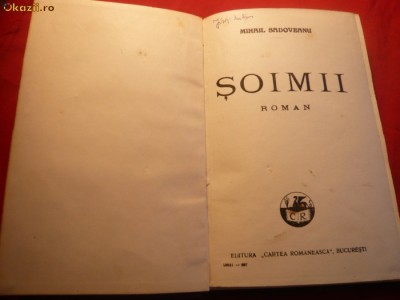 Okazii.ro
MIHAIL SADOVEANU
ŞOIMII
ROMAN
C R
EDITURA „CARTEA ROMANEASCA", BUCUREŞTI